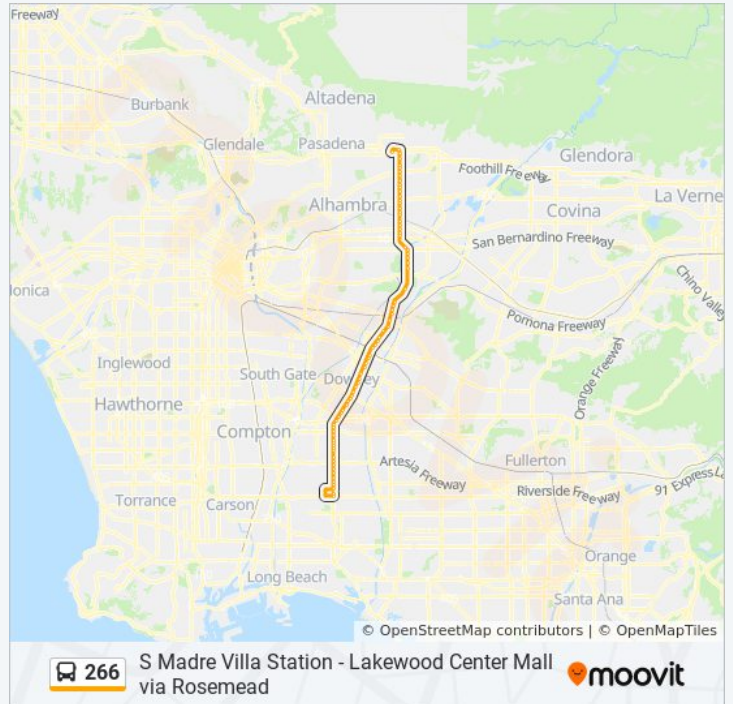 Freeway
Altadena
Burbank
Glendale
Pasadena
Glendora
Foothill Freeway
La Verne
Alhambra
Covina
San Bernardino Freeway
Chino Valley
lonica
Pomona Freeway
Orange Freeway
Inglewood
South Gate
Downey
Hawthorne
Compton
Artesia Freeway
Fullerton
Riverside Freeway
91 Express L
Torrance
Carson
Orange
Long Beach
Santa Ana
© OpenStreetMap contributors | © OpenMapTiles
266
S Madre Villa Station - Lakewood Center Mall
via Rosemead
moovit